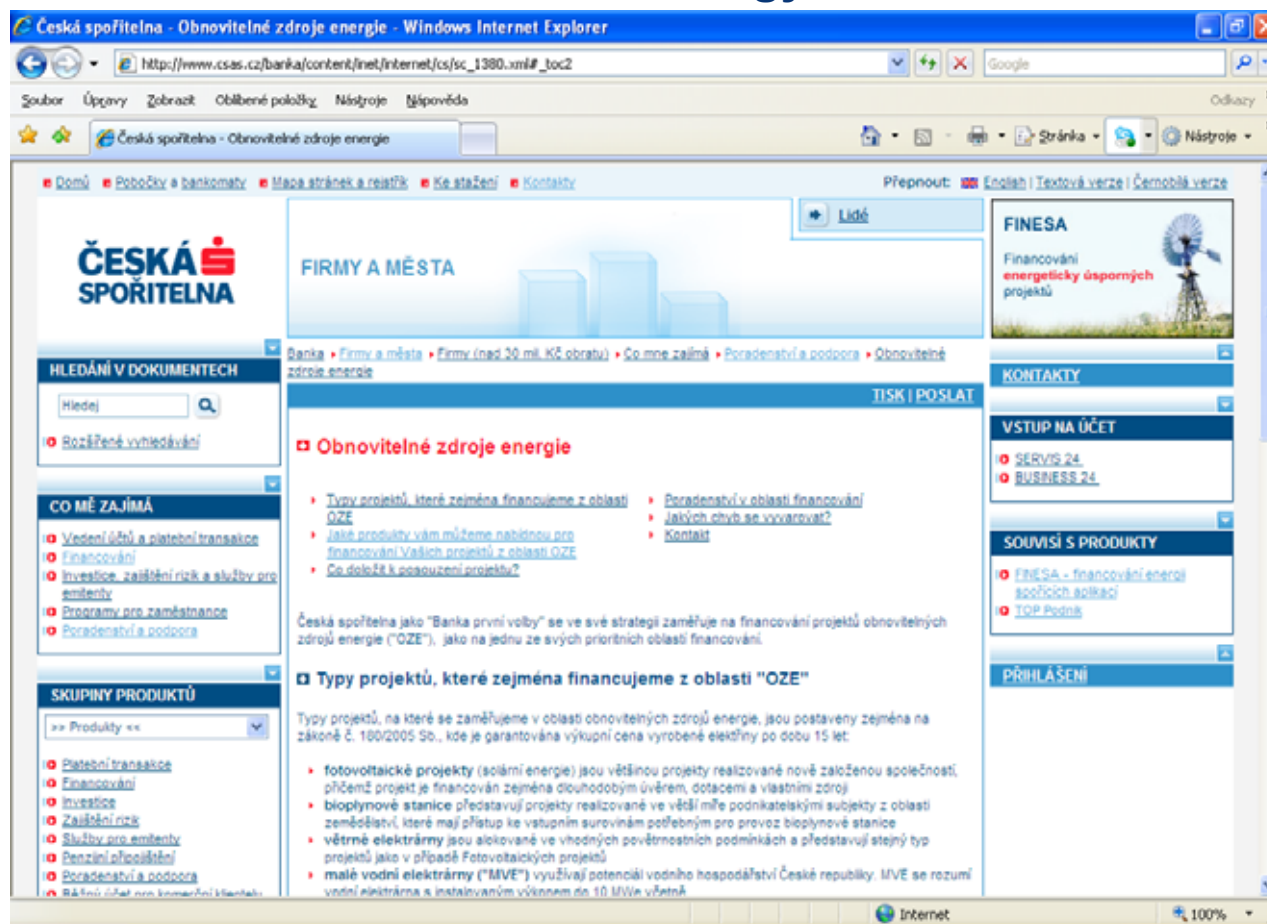 Česká spořitelna - Obnovitelné zdroje energie - Windows Internet Explorer
http://www.csas.cz/banka/content/inet/internet/cs/sc_1380.xml#_toc2
Google
Soubor Úpravy Zobrazit Oblíbené položky Nástroje Nápověda
Odkazy
Česká spořitelna - Obnovitelné zdroje energie
Stránka
Nástroje
Domů Pobočky a bankomaty Mapa stránek a rejstřík Ke stažení Kontakty
Přepnout: English | Textová verze | Černobílá verze
ČESKÁ
SPOŘITELNA
FIRMY A MĚSTA
Lidé
FINESA
Financování
energeticky úsporných
projektů
HLEDÁNÍ V DOKUMENTECH
Hledej
Rozšířené vyhledávání
CO MĚ ZAJÍMÁ
Vedení účtů a platební transakce
Financování
Investice, zajištění rizik a služby pro
emitenty
Programy pro zaměstnance
Poradenství a podpora
SKUPINY PRODUKTŮ
>> Produkty <<
Platební transakce
Financování
Investice
Zajištění rizik
Služby pro emitenty
Penzijní připojištění
Poradenství a podpora
Běžný účet pro komerční klientelu
Banka Firmy a města Firmy (nad 30 mil. Kč obratu) Co mne zajímá Poradenství a podpora Obnovitelné
zdroje energie
TISK | POSLAT
Obnovitelné zdroje energie
Typy projektů, které zejména financujeme z oblasti
OZE
Jaké produkty vám můžeme nabídnou pro
financování Vašich projektů z oblasti OZE
Co doložit k posouzení projektu?
Poradenství v oblasti financování
Jakých chyb se vyvarovat?
Kontakt
Česká spořitelna jako "Banka první volby" se ve své strategii zaměřuje na financování projektů obnovitelných
zdrojů energie ("OZE"), jako na jednu ze svých prioritních oblastí financování.
Typy projektů, které zejména financujeme z oblasti "OZE"
Typy projektů, na které se zaměřujeme v oblasti obnovitelných zdrojů energie, jsou postaveny zejména na
zákoně č. 180/2005 Sb., kde je garantována výkupní cena vyrobené elektřiny po dobu 15 let:
fotovoltaické projekty (solární energie) jsou většinou projekty realizované nově založenou společností,
přičemž projekt je financován zejména dlouhodobým úvěrem, dotacemi a vlastními zdroji
bioplynové stanice představují projekty realizované ve větší míře podnikatelskými subjekty z oblasti
zemědělství, které mají přístup ke vstupním surovinám potřebným pro provoz bioplynové stanice
větrné elektrárny jsou alokované ve vhodných povětrnostních podmínkách a představují stejný typ
projektů jako v případě Fotovoltaických projektů
malé vodní elektrárny ("MVE") využívají potenciál vodního hospodářství České republiky. MVE se rozumí
vodní elektrárna s instalovaným výkonem do 10 MWe včetně
KONTAKTY
VSTUP NA ÚČET
SERVIS 24
BUSINESS 24
SOUVISÍ S PRODUKTY
FINESA - financování energii
spořících aplikací
TOP Podnik
PŘIHLÁŠENÍ
Internet
100%